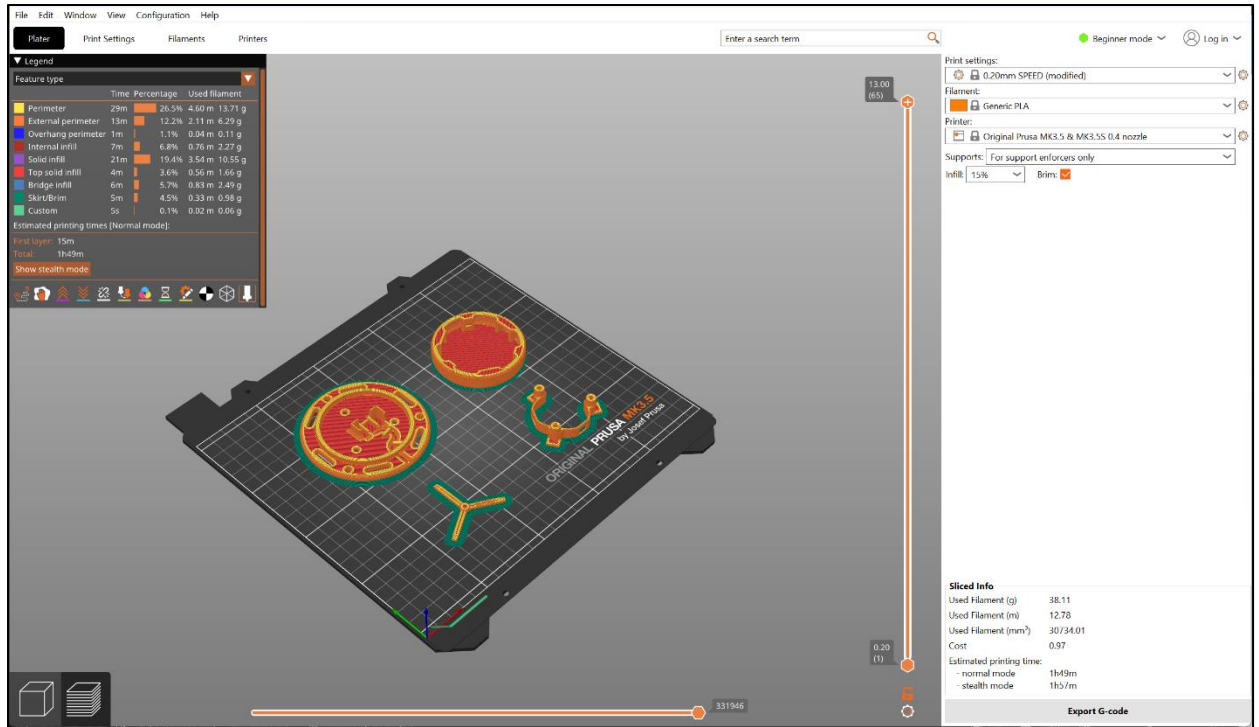 File Edit Window View Configuration Help
Plater Print Settings Filaments Printers Enter a search term Beginner mode Log in
Legend
Feature type
Time Percentage Used filament
Perimeter 29m 26.5% 4.60 m 13.71 g
External perimeter 13m 12.2% 2.11 m 6.29 g
Overhang perimeter 1m 1.1% 0.04 m 0.11 g
Internal infill 7m 6.8% 0.76 m 2.27 g
Solid infill 21m 19.4% 3.54 m 10.55 g
Top solid infill 4m 3.6% 0.56 m 1.66 g
Bridge infill 6m 5.7% 0.83 m 2.49 g
Skirt/Brim 5m 4.5% 0.33 m 0.98 g
Custom 5s 0.1% 0.02 m 0.06 g
Estimated printing times [Normal mode]:
First layer: 15m
Total: 1h49m
Show stealth mode
13.00
(65)
ORIGINAL PRUSA MK3.5
by Josef Prusa
0.20
(1)
331946
Print settings:
0.20mm SPEED (modified)
Filament:
Generic PLA
Printer:
Original Prusa MK3.5 & MK3.5S 0.4 nozzle
Supports: For support enforcers only
Infill: 15% Brim:
Sliced Info
Used Filament (g) 38.11
Used Filament (m) 12.78
Used Filament (mm³) 30734.01
Cost 0.97
Estimated printing time:
- normal mode 1h49m
- stealth mode 1h57m
Export G-code